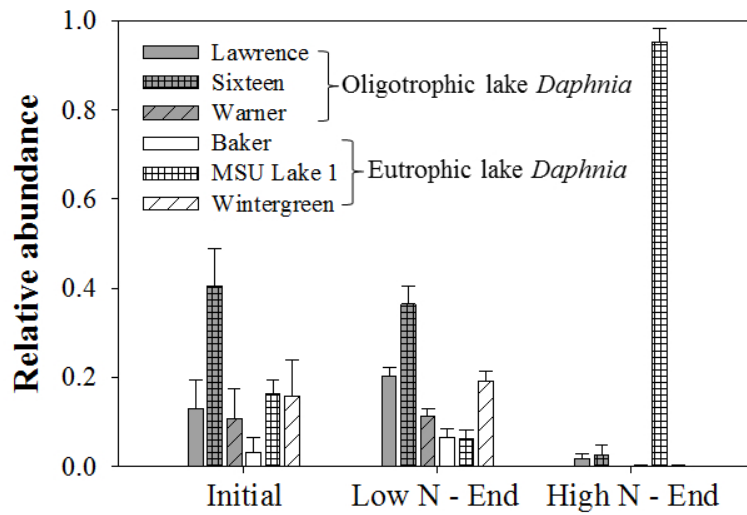 Relative abundance
1.0
0.8
0.6
0.4
0.2
0.0
Lawrence
Sixteen
Warner
Baker
MSU Lake 1
Wintergreen
Oligotrophic lake Daphnia
Eutrophic lake Daphnia
Initial Low N - End High N - End